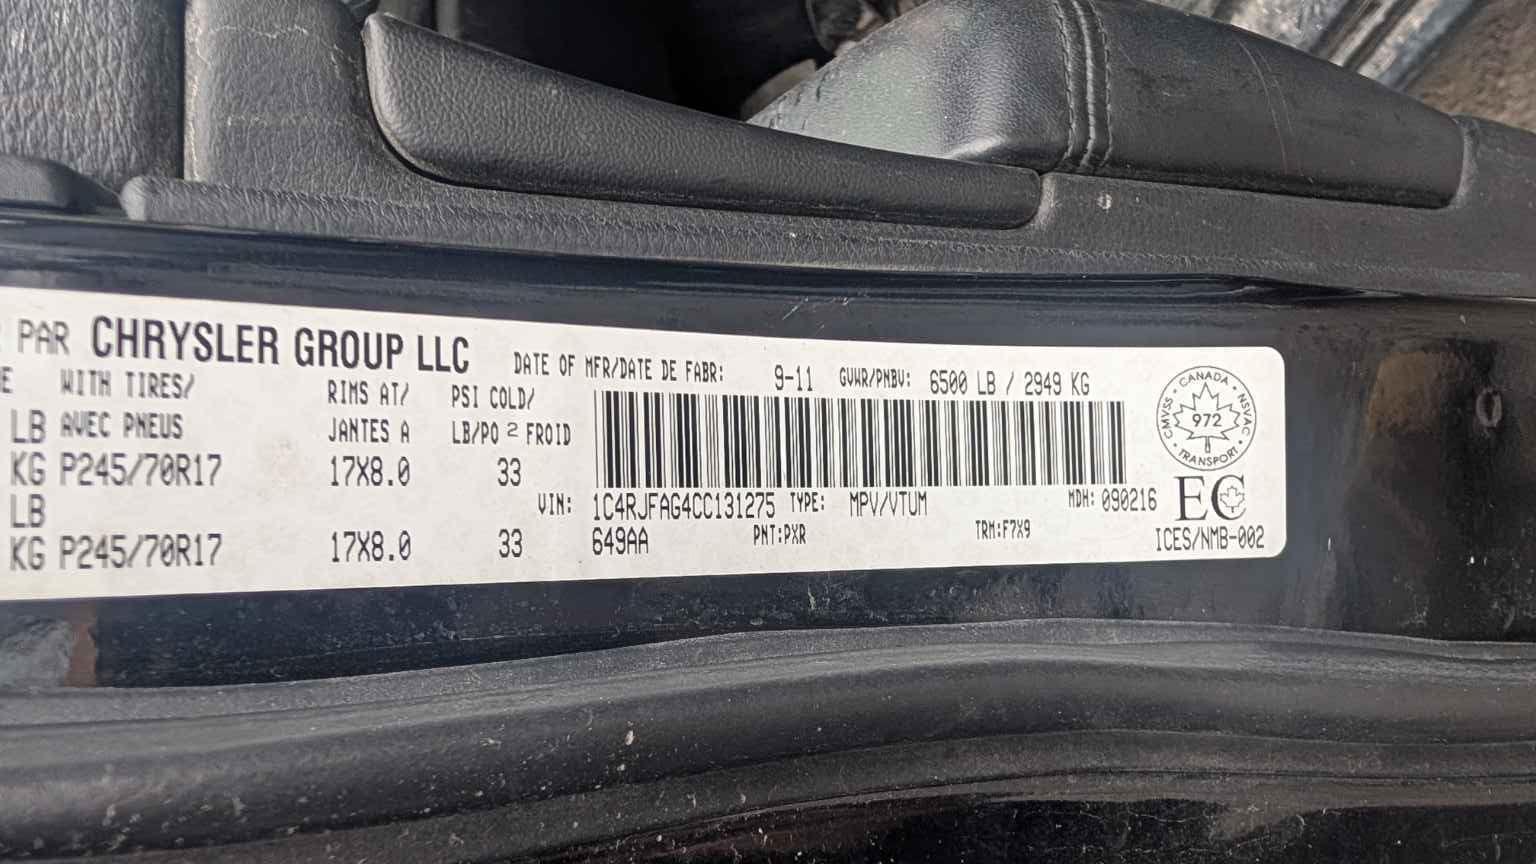 PAR CHRYSLER GROUP LLC
DATE OF MFR/DATE DE FABR: 9-11 GVWR/PNBV: 6500 LB / 2949 KG
E WITH TIRES/ RIMS AT/ PSI COLD/
LB AVEC PNEUS JANTES A LB/PO 2 FROID
KG P245/70R17 17X8.0 33
LB
KG P245/70R17 17X8.0 33
VIN: 1C4RJFAG4CC131275 TYPE: MPV/VTUM MDH: 090216
649AA PNT:PXR TRM:F7X9
CANADA
CMVSS NSVAC
972
TRANSPORT
EC
ICES/NMB-002